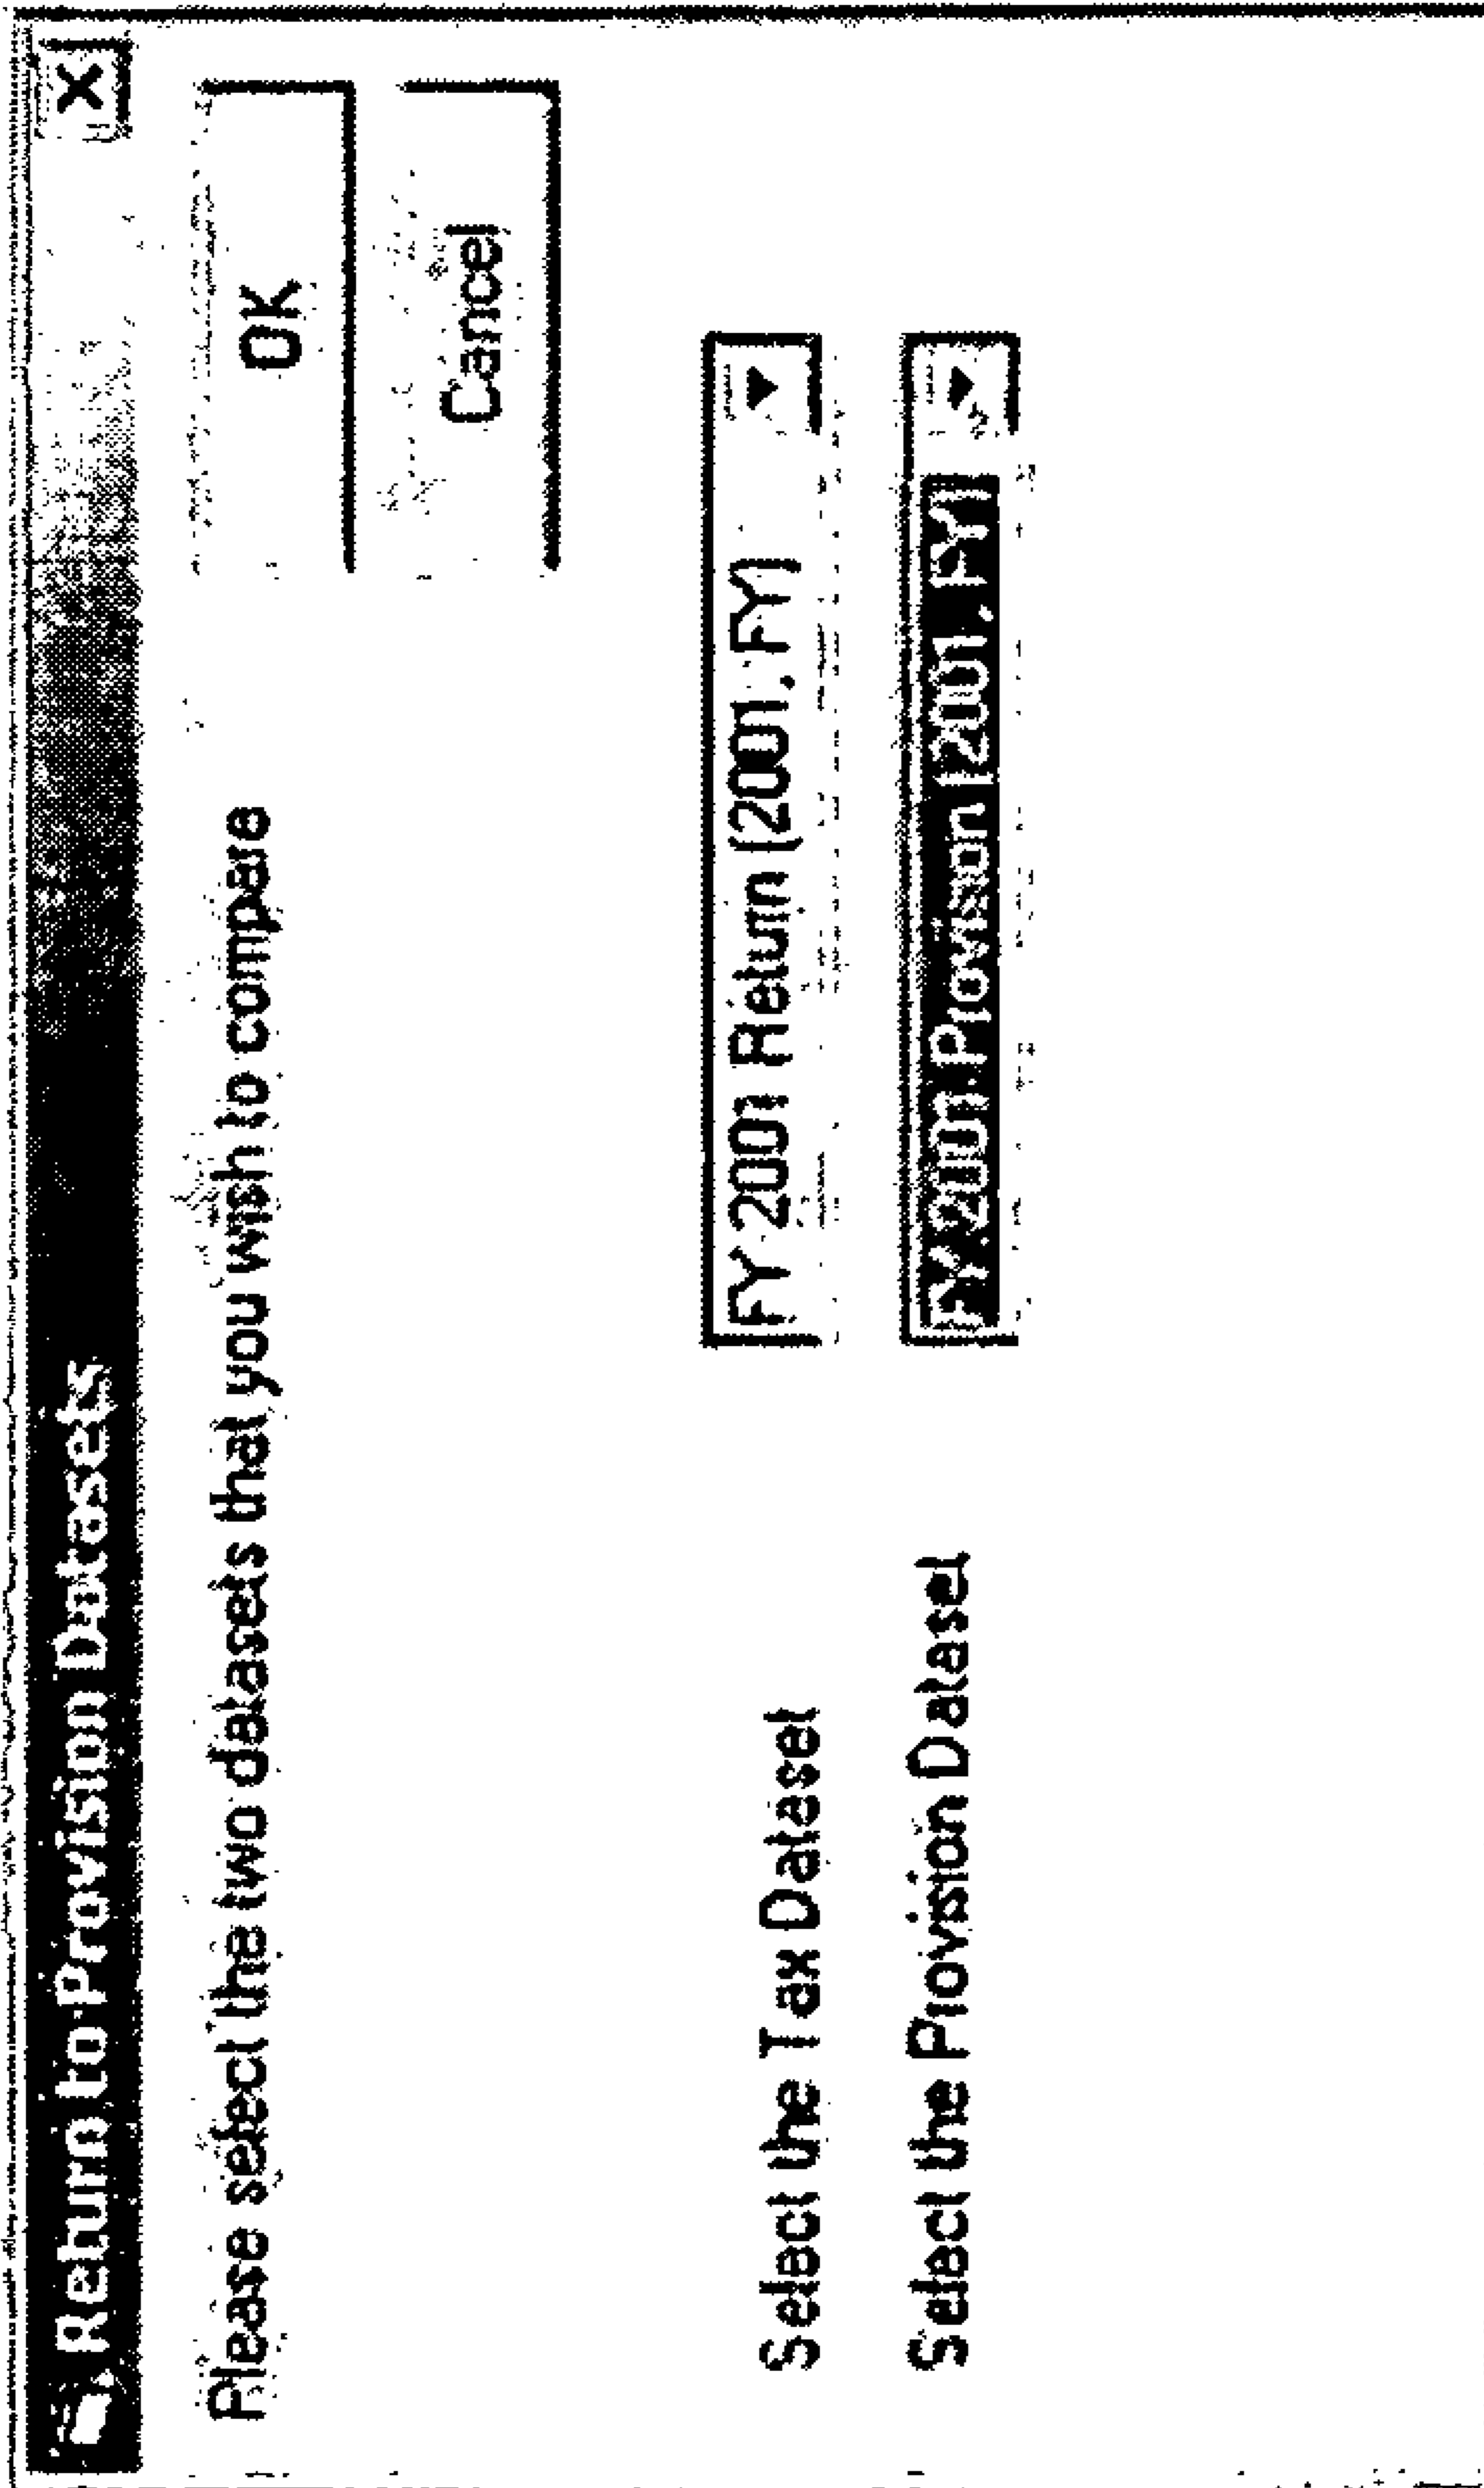 Return to Provision Datasets
X
Please select the two datasets that you wish to compare
OK
Cancel
Select the Tax Dataset
FY 2001 Return (2001, FY)
Select the Provision Dataset
FY 2001 Provison (2001, FY)